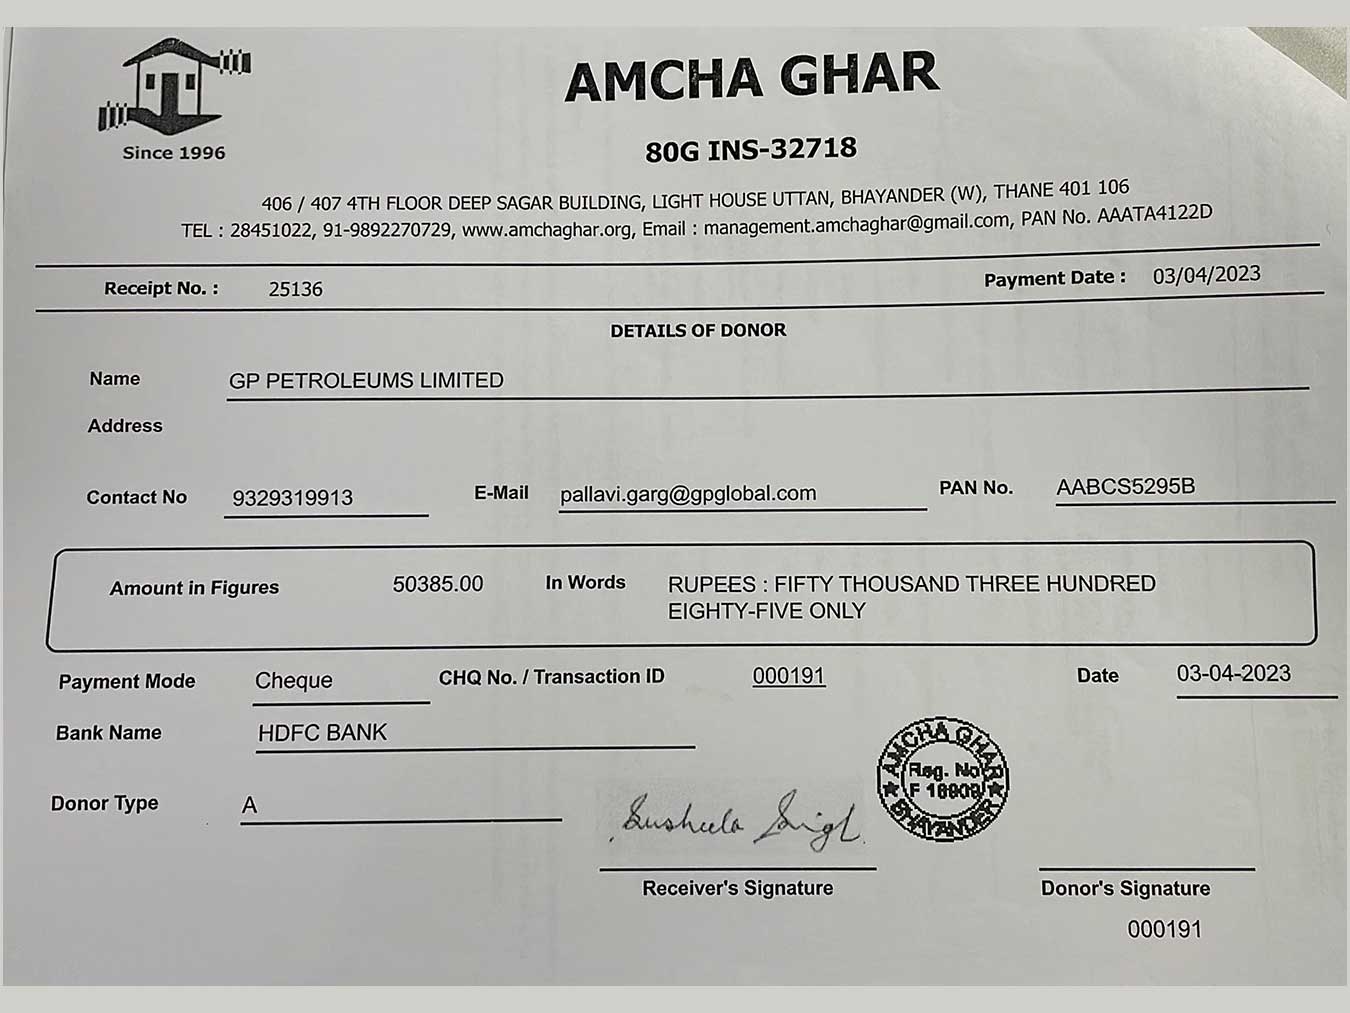 Since 1996
AMCHA GHAR
80G INS-32718
406 / 407 4TH FLOOR DEEP SAGAR BUILDING, LIGHT HOUSE UTTAN, BHAYANDER (W), THANE 401 106
TEL : 28451022, 91-9892270729, www.amchaghar.org, Email : management.amchaghar@gmail.com, PAN No. AAATA4122D
Receipt No. : 25136 Payment Date : 03/04/2023
DETAILS OF DONOR
Name GP PETROLEUMS LIMITED
Address
Contact No 9329319913 E-Mail pallavi.garg@gpglobal.com PAN No. AABCS5295B
Amount in Figures 50385.00 In Words RUPEES : FIFTY THOUSAND THREE HUNDRED
EIGHTY-FIVE ONLY
Payment Mode Cheque CHQ No. / Transaction ID 000191 Date 03-04-2023
Bank Name HDFC BANK
Donor Type A
Susheela Singh
AMCHA GHAR
Reg. No
BHAYANDER
Receiver's Signature Donor's Signature
000191